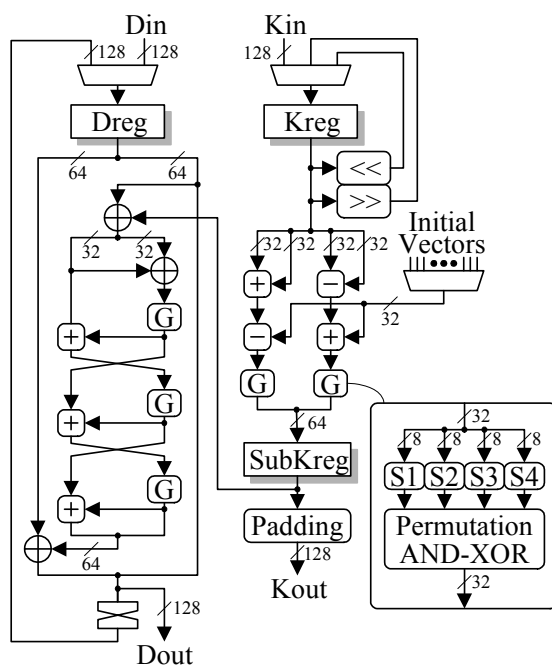 Din Kin
128 128 128
Dreg Kreg
64 64 <<
>>
32 32 32 32 32 32 Initial
Vectors
+ −
32
G
+ − +
G G
G 64 32
+ 8 8 8 8
SubKreg S1 S2 S3 S4
G
+ Padding Permutation
AND-XOR
64 128 32
Kout
128
Dout